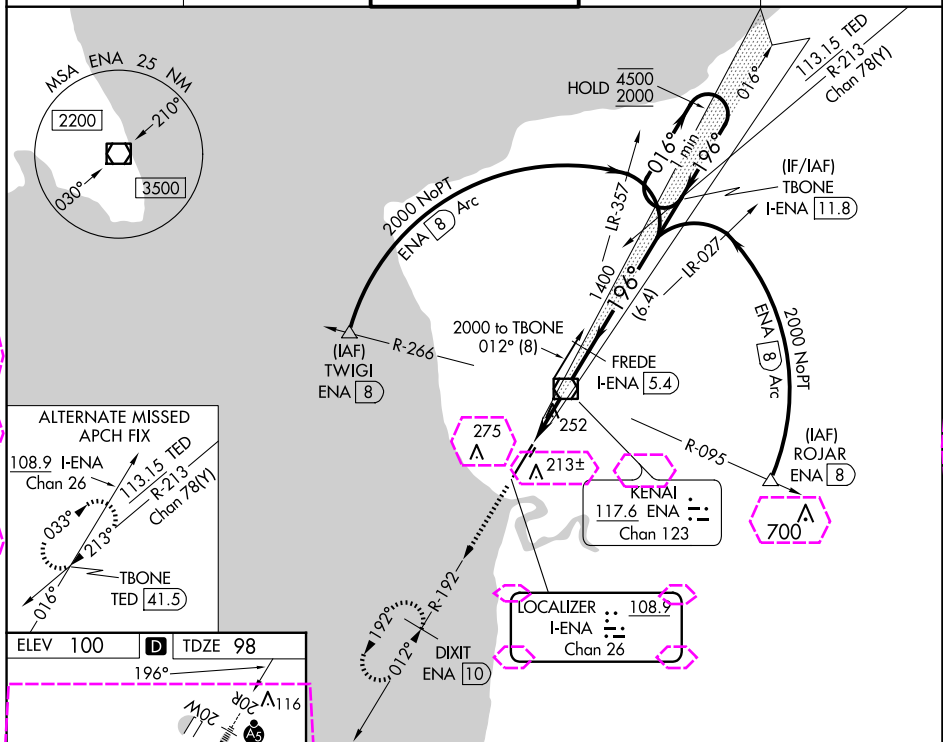 MSA ENA 25 NM
2200
210°
030°
3500
HOLD 4500
2000
016°
1 min
196°
016°
113.15 TED
R-213
Chan 78(Y)
(IF/IAF)
TBONE
I-ENA 11.8
2000 NoPT
ENA 8 Arc
LR-357
LR-027
1400
196°
(6.4)
2000 NoPT
ENA 8 Arc
(IAF)
TWIGI
ENA 8
R-266
2000 to TBONE
012° (8)
FREDE
I-ENA 5.4
252
275
213±
R-095
(IAF)
ROJAR
ENA 8
700
KENAI
117.6 ENA
Chan 123
LOCALIZER 108.9
I-ENA
Chan 26
R-192
192°
012°
DIXIT
ENA 10
ALTERNATE MISSED
APCH FIX
108.9 I-ENA
Chan 26
113.15 TED
R-213
Chan 78(Y)
033°
213°
016°
TBONE
TED 41.5
ELEV 100 D TDZE 98
196°
20R
116
20W
A5